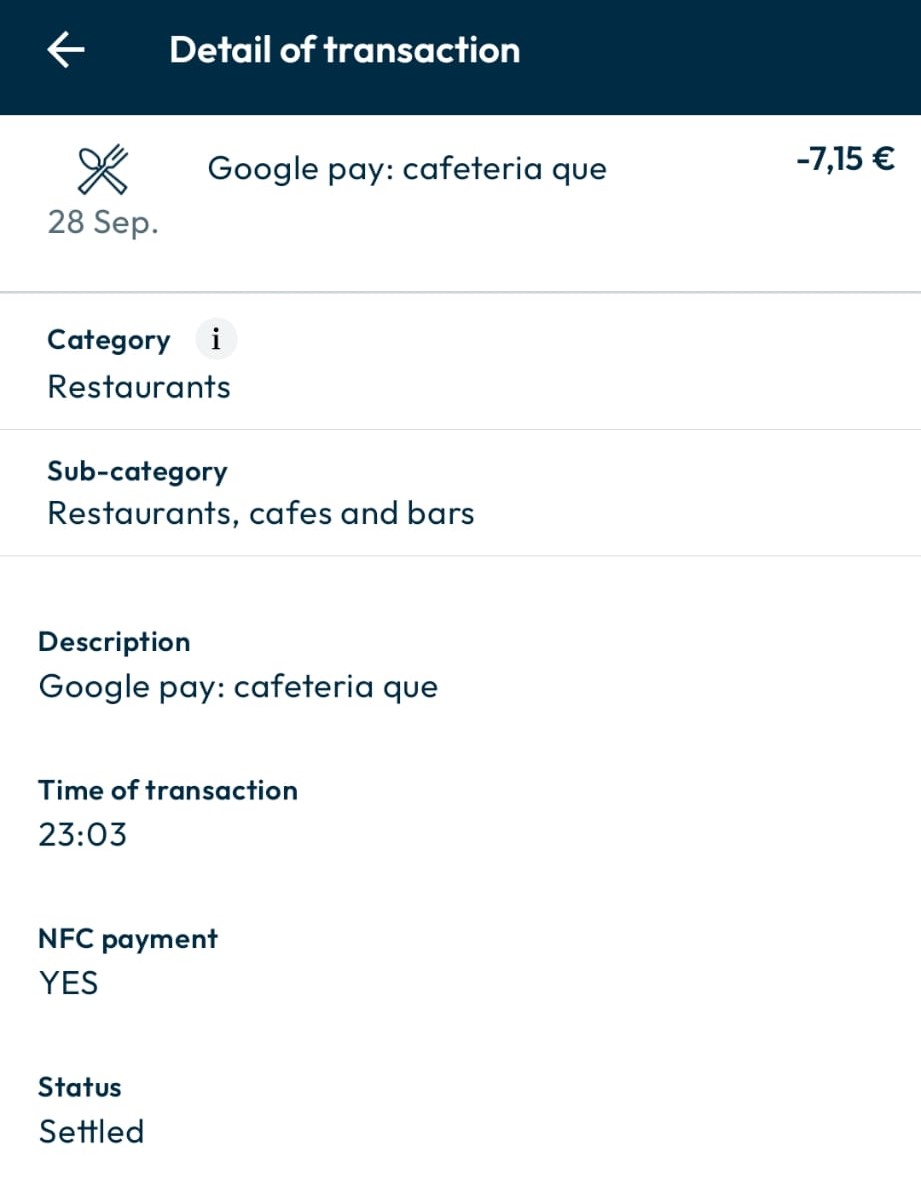 Detail of transaction
Google pay: cafeteria que
-7,15 €
28 Sep.
Category i
Restaurants
Sub-category
Restaurants, cafes and bars
Description
Google pay: cafeteria que
Time of transaction
23:03
NFC payment
YES
Status
Settled